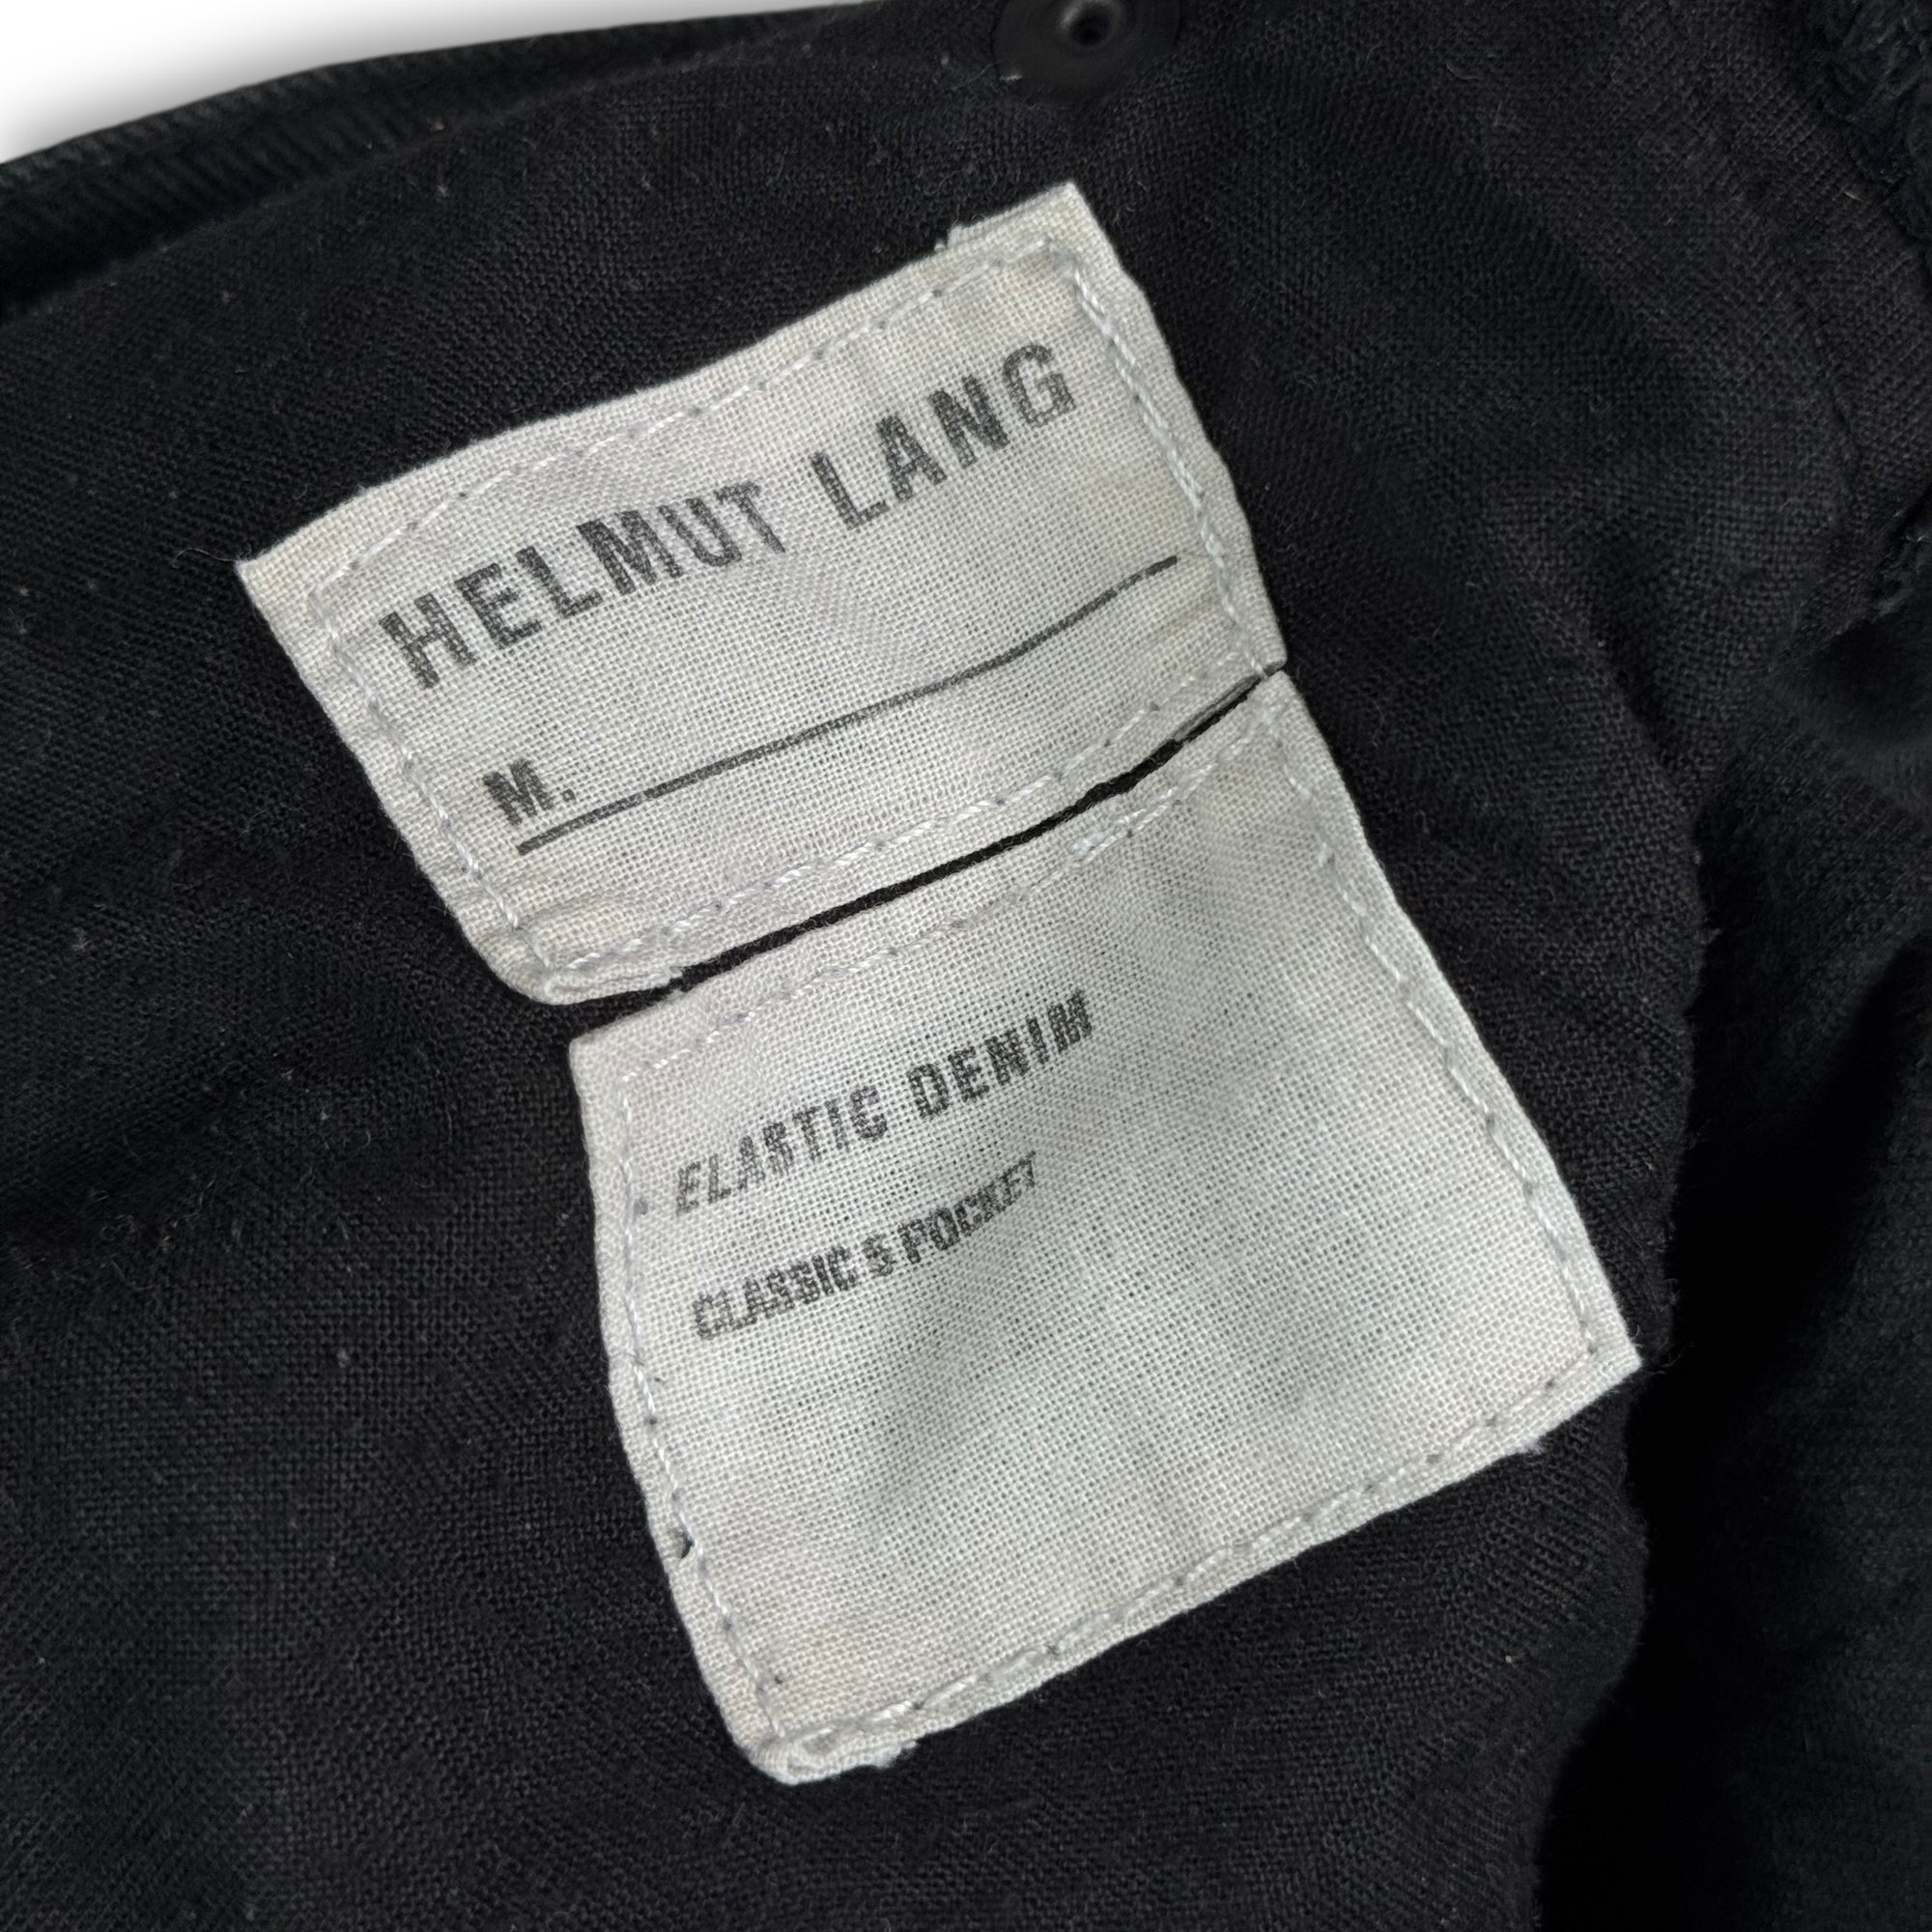 HELMUT LANG
M.
ELASTIC DENIM
CLASSIC 5 POCKET